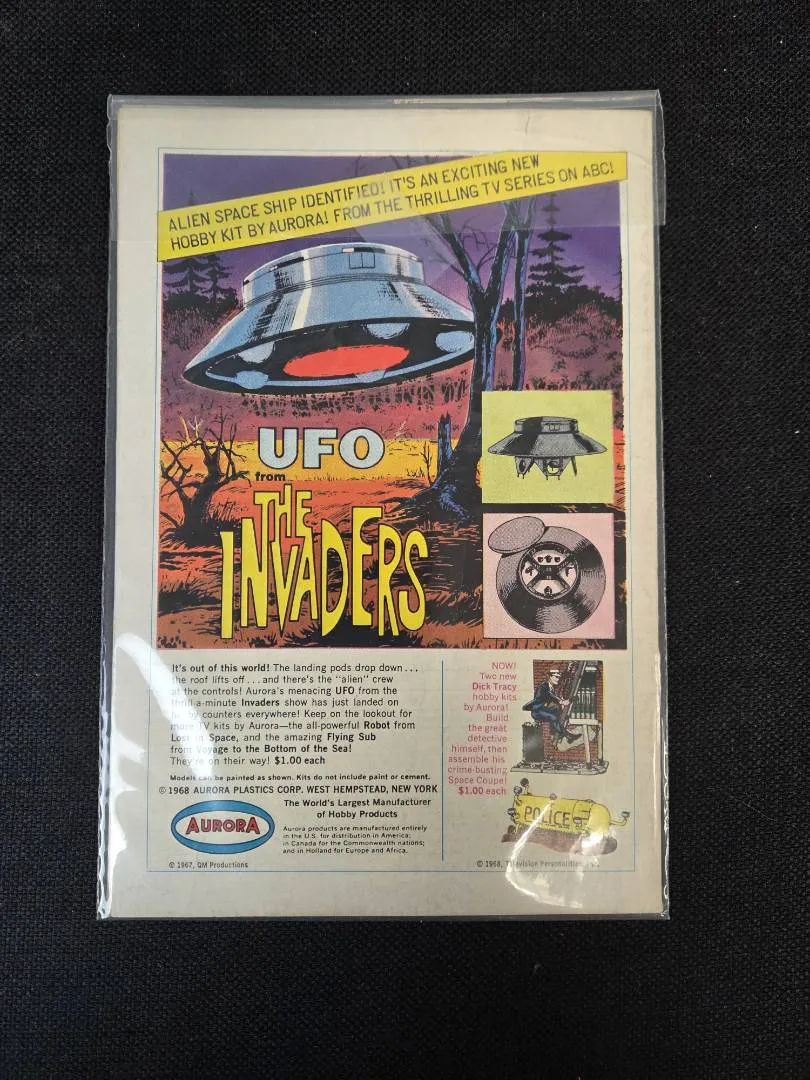 ALIEN SPACE SHIP IDENTIFIED! IT'S AN EXCITING NEW
HOBBY KIT BY AURORA! FROM THE THRILLING TV SERIES ON ABC!
UFO
from
THE
INVADERS
It's out of this world! The landing pods drop down...
the roof lifts off...and there's the "alien" crew
at the controls! Aurora's menacing UFO from the
thrill-a-minute Invaders show has just landed on
counters everywhere! Keep on the lookout for
more TV kits by Aurora—the all-powerful Robot from
Lost in Space, and the amazing Flying Sub
from Voyage to the Bottom of the Sea!
They're on their way! $1.00 each
Models can be painted as shown. Kits do not include paint or cement.
© 1968 AURORA PLASTICS CORP. WEST HEMPSTEAD, NEW YORK
AURORA
The World's Largest Manufacturer
of Hobby Products
Aurora products are manufactured entirely
in the U.S. for distribution in America;
in Canada for the Commonwealth nations;
and in Holland for Europe and Africa.
© 1967, QM Productions
NOW!
Two new
Dick Tracy
hobby kits
by Aurora!
Build
the great
detective
himself, then
assemble his
crime-busting
Space Coupe!
$1.00 each
POLICE
© 1968, Television Personalities,